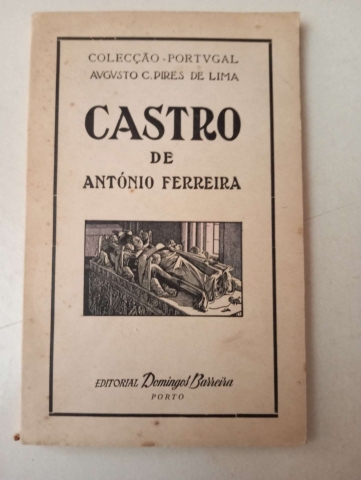 COLECÇÃO - PORTVGAL
AVGVSTO C. PIRES DE LIMA
CASTRO
DE
ANTÓNIO FERREIRA
EDITORIAL Domingos Barreira
PORTO